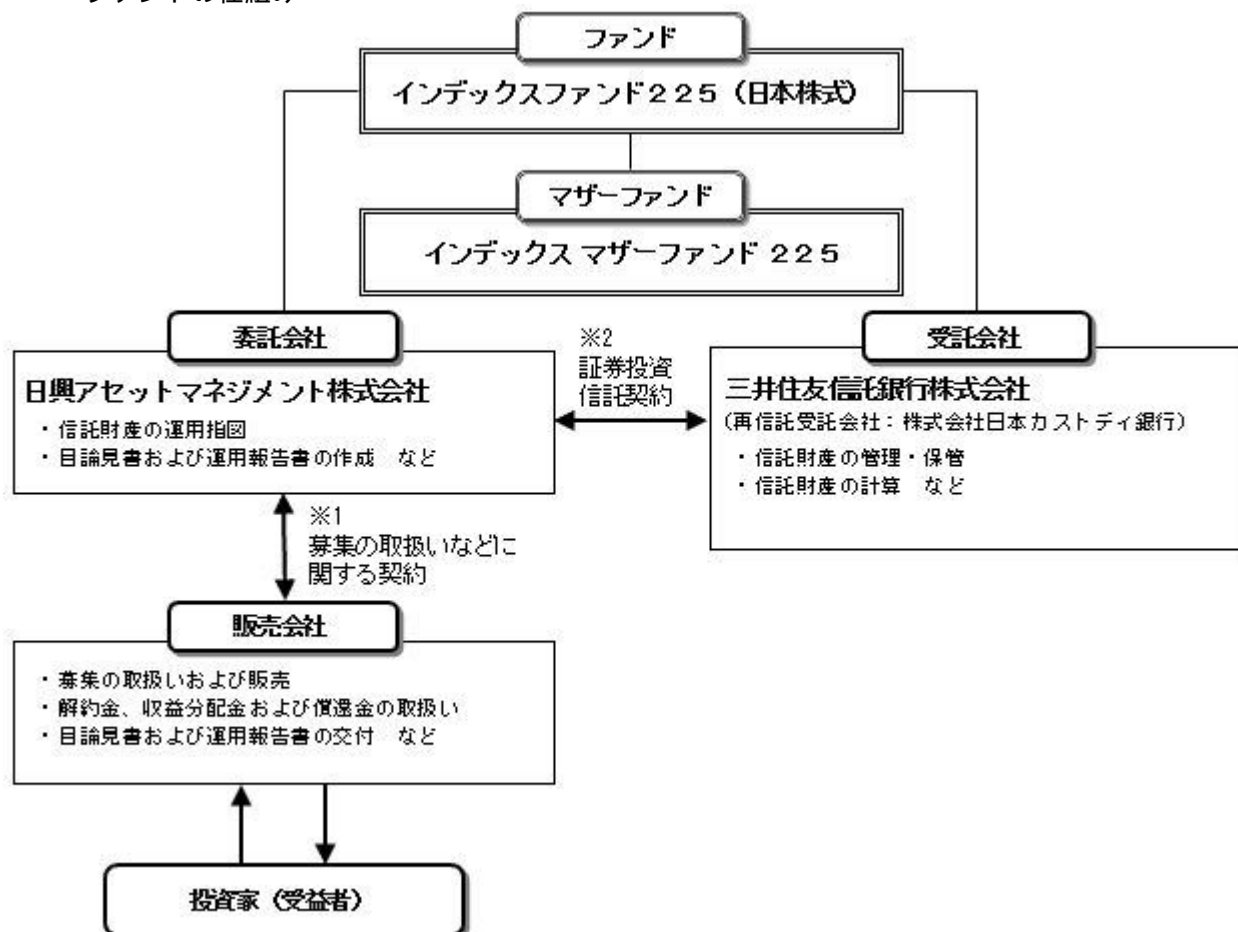 ファンドの仕組み
ファンド
インデックスファンド２２５（日本株式）
マザーファンド
インデックス マザーファンド ２２５
委託会社
日興アセットマネジメント株式会社
・信託財産の運用指図
・目論見書および運用報告書の作成　など
※2
証券投資
信託契約
受託会社
三井住友信託銀行株式会社
（再信託受託会社：株式会社日本カストディ銀行）
・信託財産の管理・保管
・信託財産の計算　など
※1
募集の取扱いなどに
関する契約
販売会社
・募集の取扱いおよび販売
・解約金、収益分配金および償還金の取扱い
・目論見書および運用報告書の交付　など
投資家（受益者）